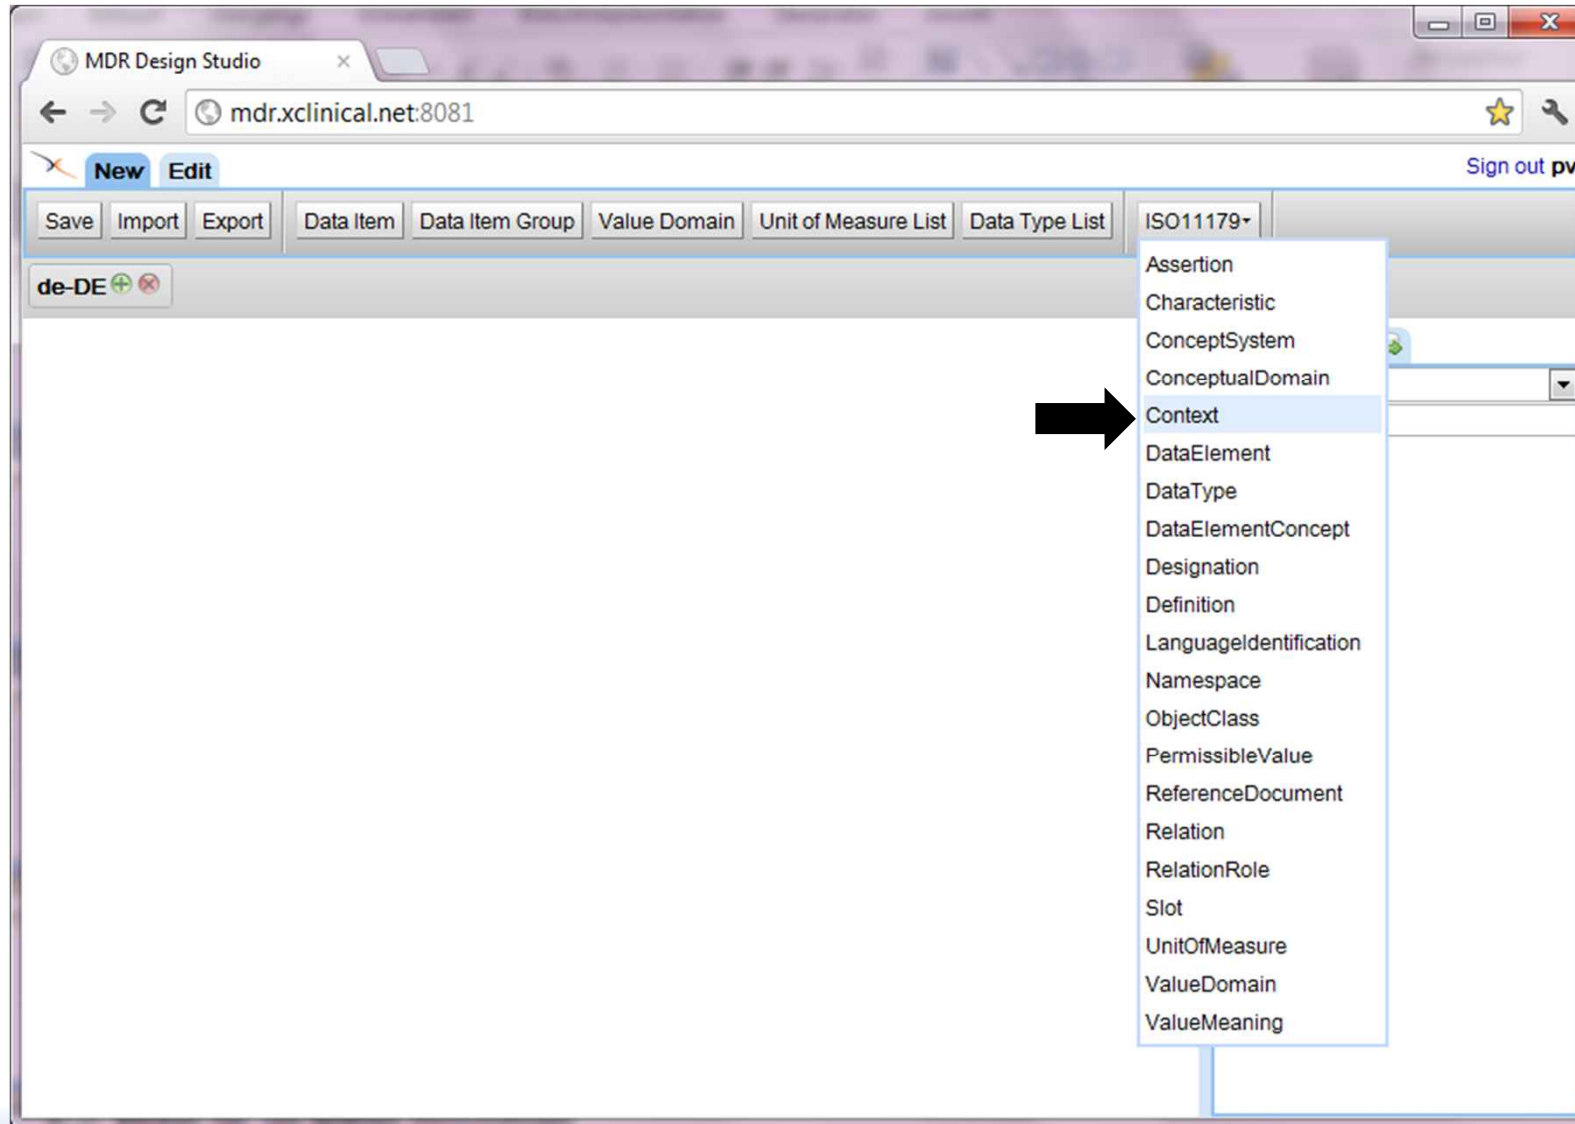 MDR Design Studio
mdr.xclinical.net:8081
New Edit Sign out pv
Save Import Export Data Item Data Item Group Value Domain Unit of Measure List Data Type List ISO11179
de-DE
Assertion
Characteristic
ConceptSystem
ConceptualDomain
Context
DataElement
DataType
DataElementConcept
Designation
Definition
LanguageIdentification
Namespace
ObjectClass
PermissibleValue
ReferenceDocument
Relation
RelationRole
Slot
UnitOfMeasure
ValueDomain
ValueMeaning